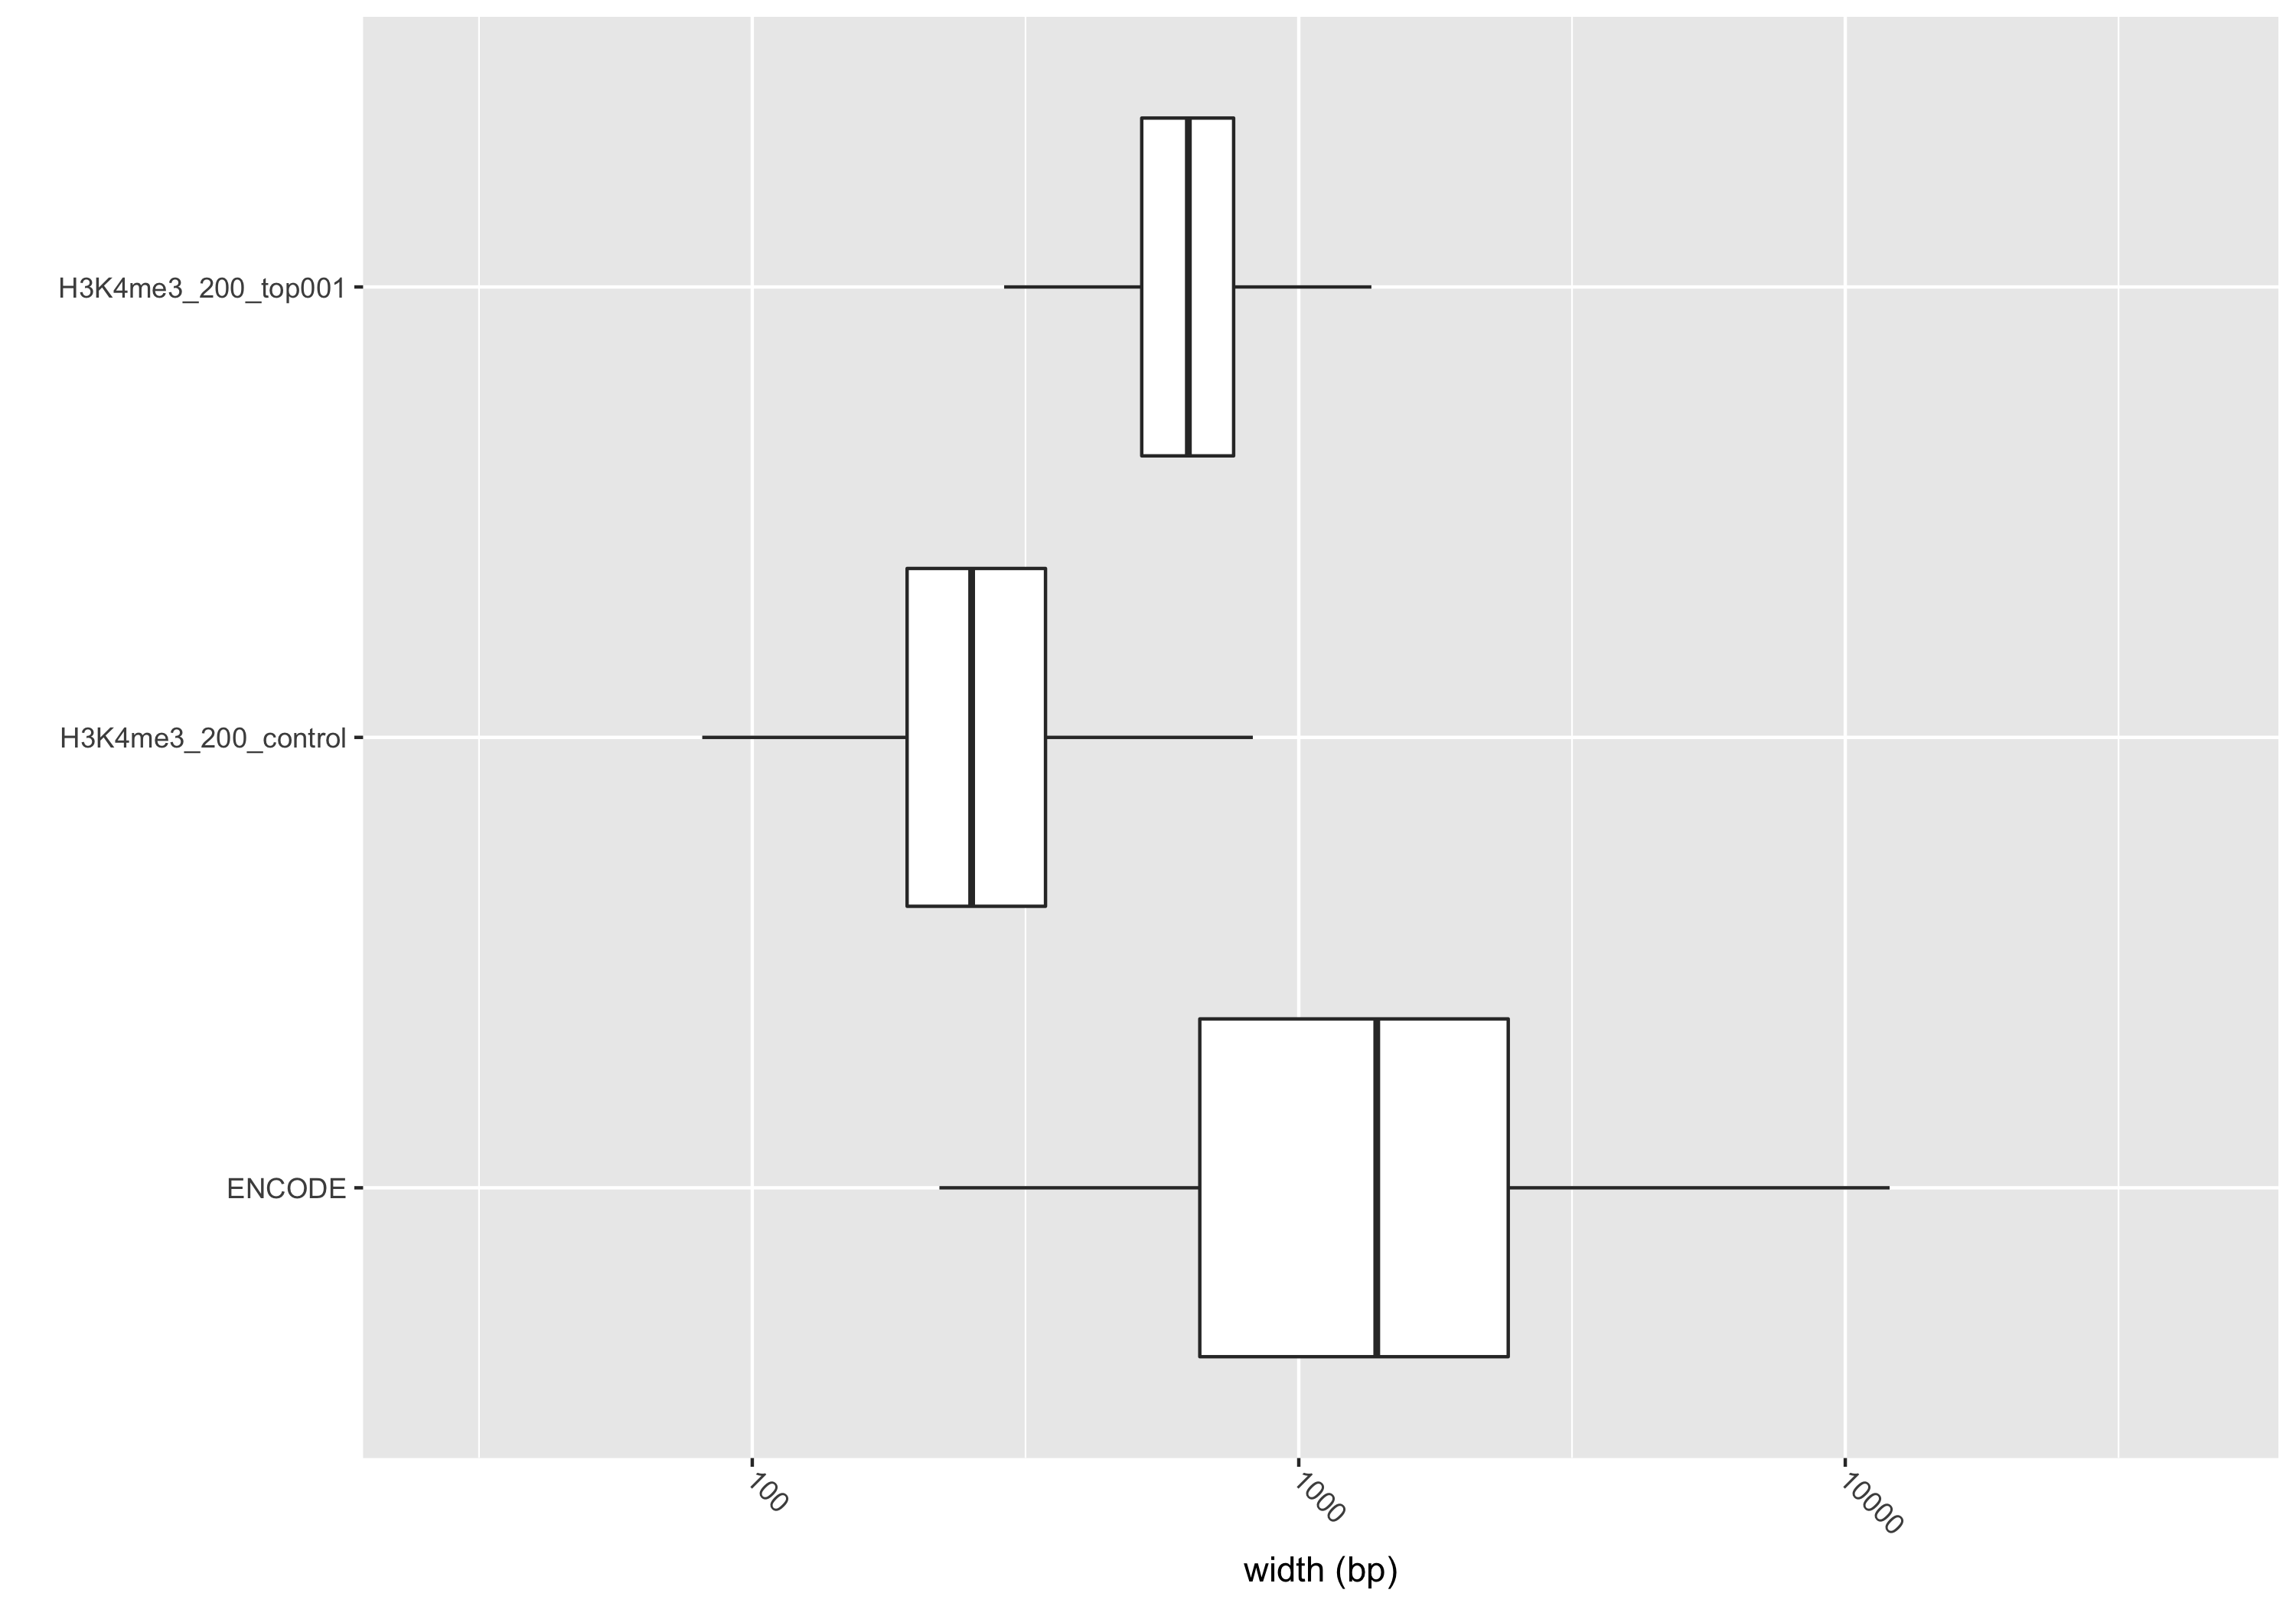 H3K4me3_200_top001
H3K4me3_200_control
ENCODE
100
1000
10000
width (bp)